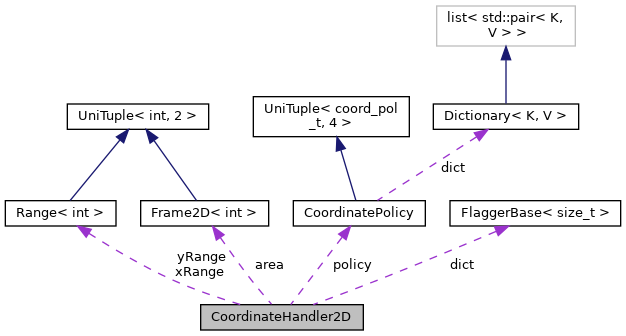 list< std::pair< K,
V > >
UniTuple< int, 2 >
UniTuple< coord_pol
_t, 4 >
Dictionary< K, V >
dict
Range< int >
Frame2D< int >
CoordinatePolicy
FlaggerBase< size_t >
yRange
xRange
area
policy
dict
CoordinateHandler2D